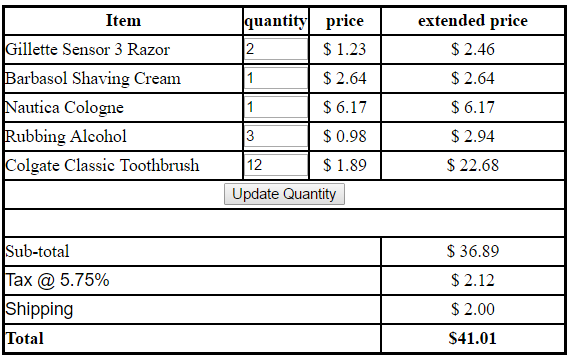 Item quantity price extended price
Gillette Sensor 3 Razor 2 $ 1.23 $ 2.46
Barbasol Shaving Cream 1 $ 2.64 $ 2.64
Nautica Cologne 1 $ 6.17 $ 6.17
Rubbing Alcohol 3 $ 0.98 $ 2.94
Colgate Classic Toothbrush 12 $ 1.89 $ 22.68
Update Quantity
Sub-total $ 36.89
Tax @ 5.75% $ 2.12
Shipping $ 2.00
Total $41.01